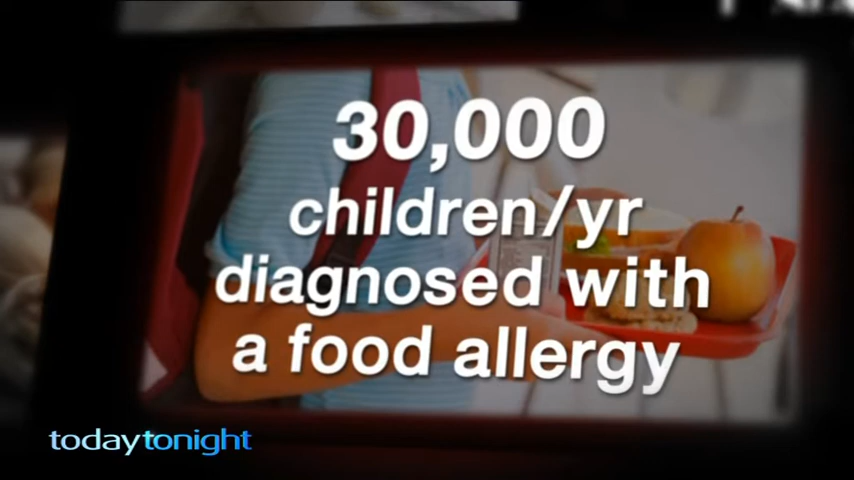 30,000
children/yr
diagnosed with
a food allergy
todaytonight